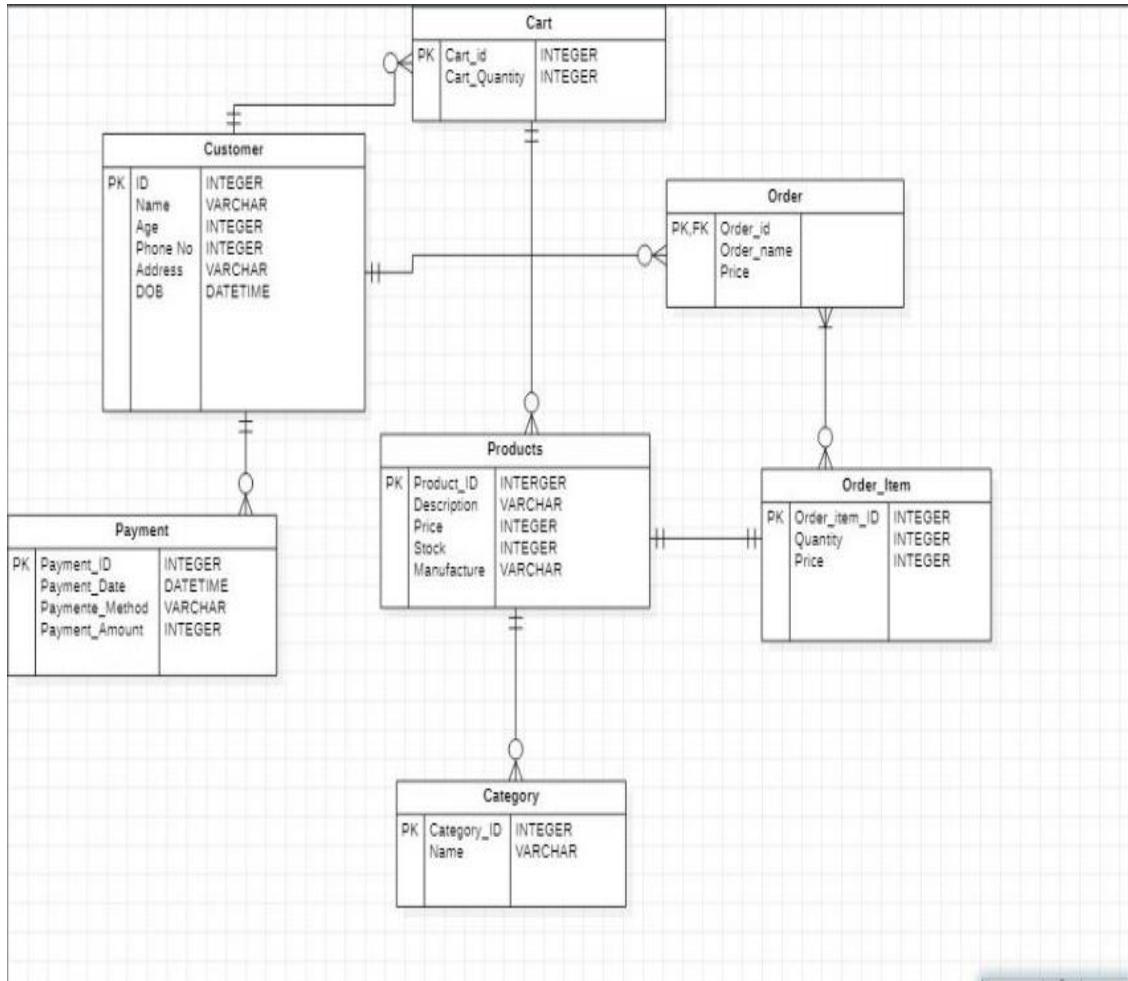 Cart
PK Cart_id INTEGER
Cart_Quantity INTEGER
Customer
PK ID INTEGER
Name VARCHAR
Age INTEGER
Phone No INTEGER
Address VARCHAR
DOB DATETIME
Order
PK,FK Order_id
Order_name
Price
Products
PK Product_ID INTERGER
Description VARCHAR
Price INTEGER
Stock INTEGER
Manufacture VARCHAR
Order_Item
PK Order_item_ID INTEGER
Quantity INTEGER
Price INTEGER
Payment
PK Payment_ID INTEGER
Payment_Date DATETIME
Paymente_Method VARCHAR
Payment_Amount INTEGER
Category
PK Category_ID INTEGER
Name VARCHAR